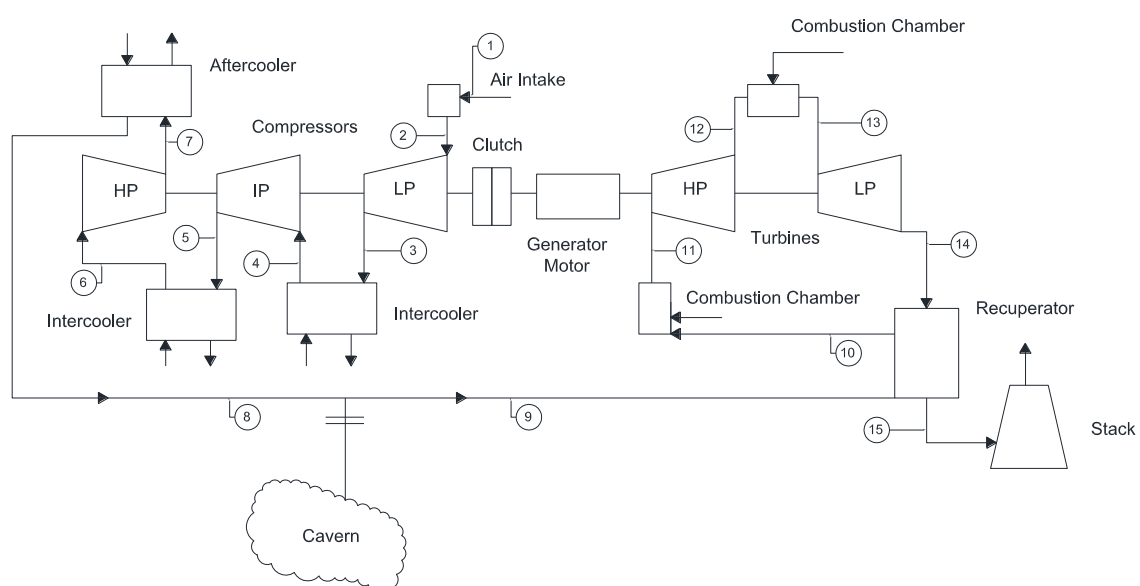 Combustion Chamber
1
Aftercooler
Air Intake
12
13
Compressors
2
7
Clutch
HP
IP
LP
HP
LP
5
4
3
Generator
Motor
Turbines
14
11
6
Intercooler
Intercooler
Combustion Chamber
Recuperator
10
8
9
15
Stack
Cavern